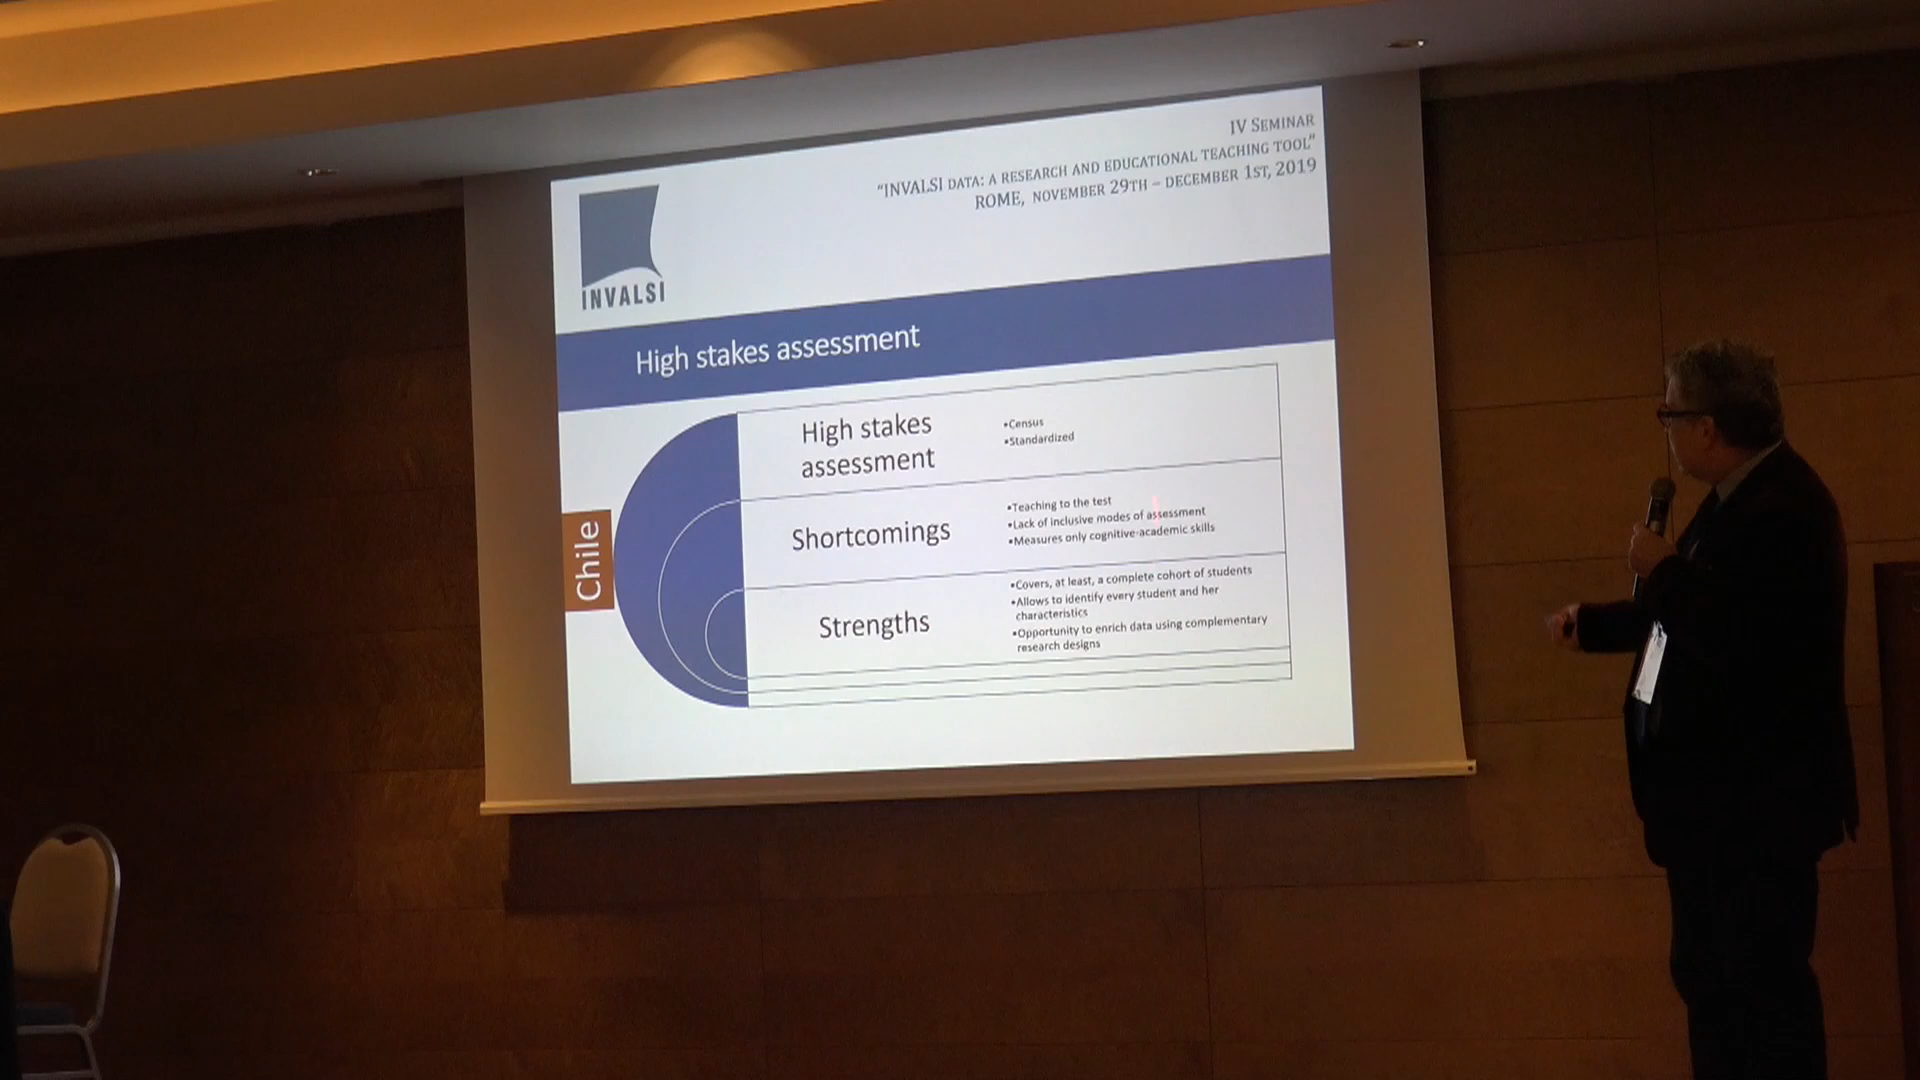 IV SEMINAR
"INVALSI DATA: A RESEARCH AND EDUCATIONAL TEACHING TOOL"
ROME, NOVEMBER 29TH – DECEMBER 1ST, 2019
INVALSI
High stakes assessment
Chile
High stakes
assessment
•Census
•Standardized
Shortcomings
•Teaching to the test
•Lack of inclusive modes of assessment
•Measures only cognitive-academic skills
Strengths
•Covers, at least, a complete cohort of students
•Allows to identify every student and her
characteristics
•Opportunity to enrich data using complementary
research designs